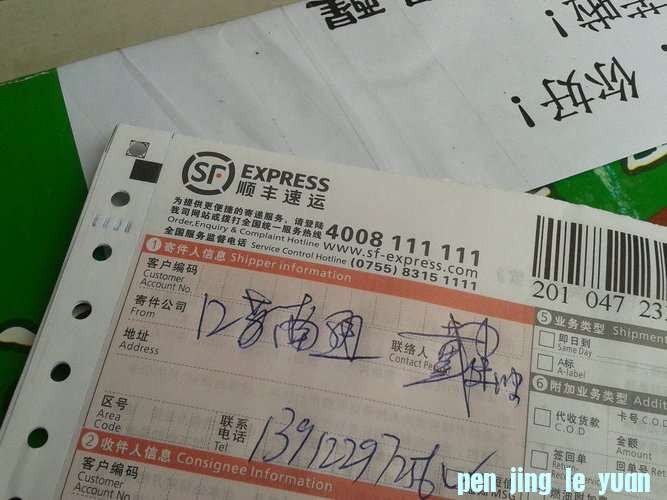 醒
你好!
SF EXPRESS
顺丰速运
为提供更便捷的寄递服务，请登陆
我司网站或拨打全国统一服务热线 4008 111 111
Order,Enquiry & Complaint Hotline www.sf-express.com
全国服务监督电话 Service Control Hotline (0755) 8315 1111
1 寄件人信息 Shipper information
客户编码
Customer
Account No.
寄件公司
From
南通
联络人
Contact Person
地址
Address
区号
Area
Code
联系
电话
Tel
2 收件人信息 Consignee Information
客户编码
Customer
Account No.
201 047 23
5 业务类型 Shipment
即日到
Same Day
A标
A-label
6 附加业务类型 Addit
代收货款
C.O.D
卡号
C.O.D
金额
Amount
签回单
回单单号
pen jing le yuan